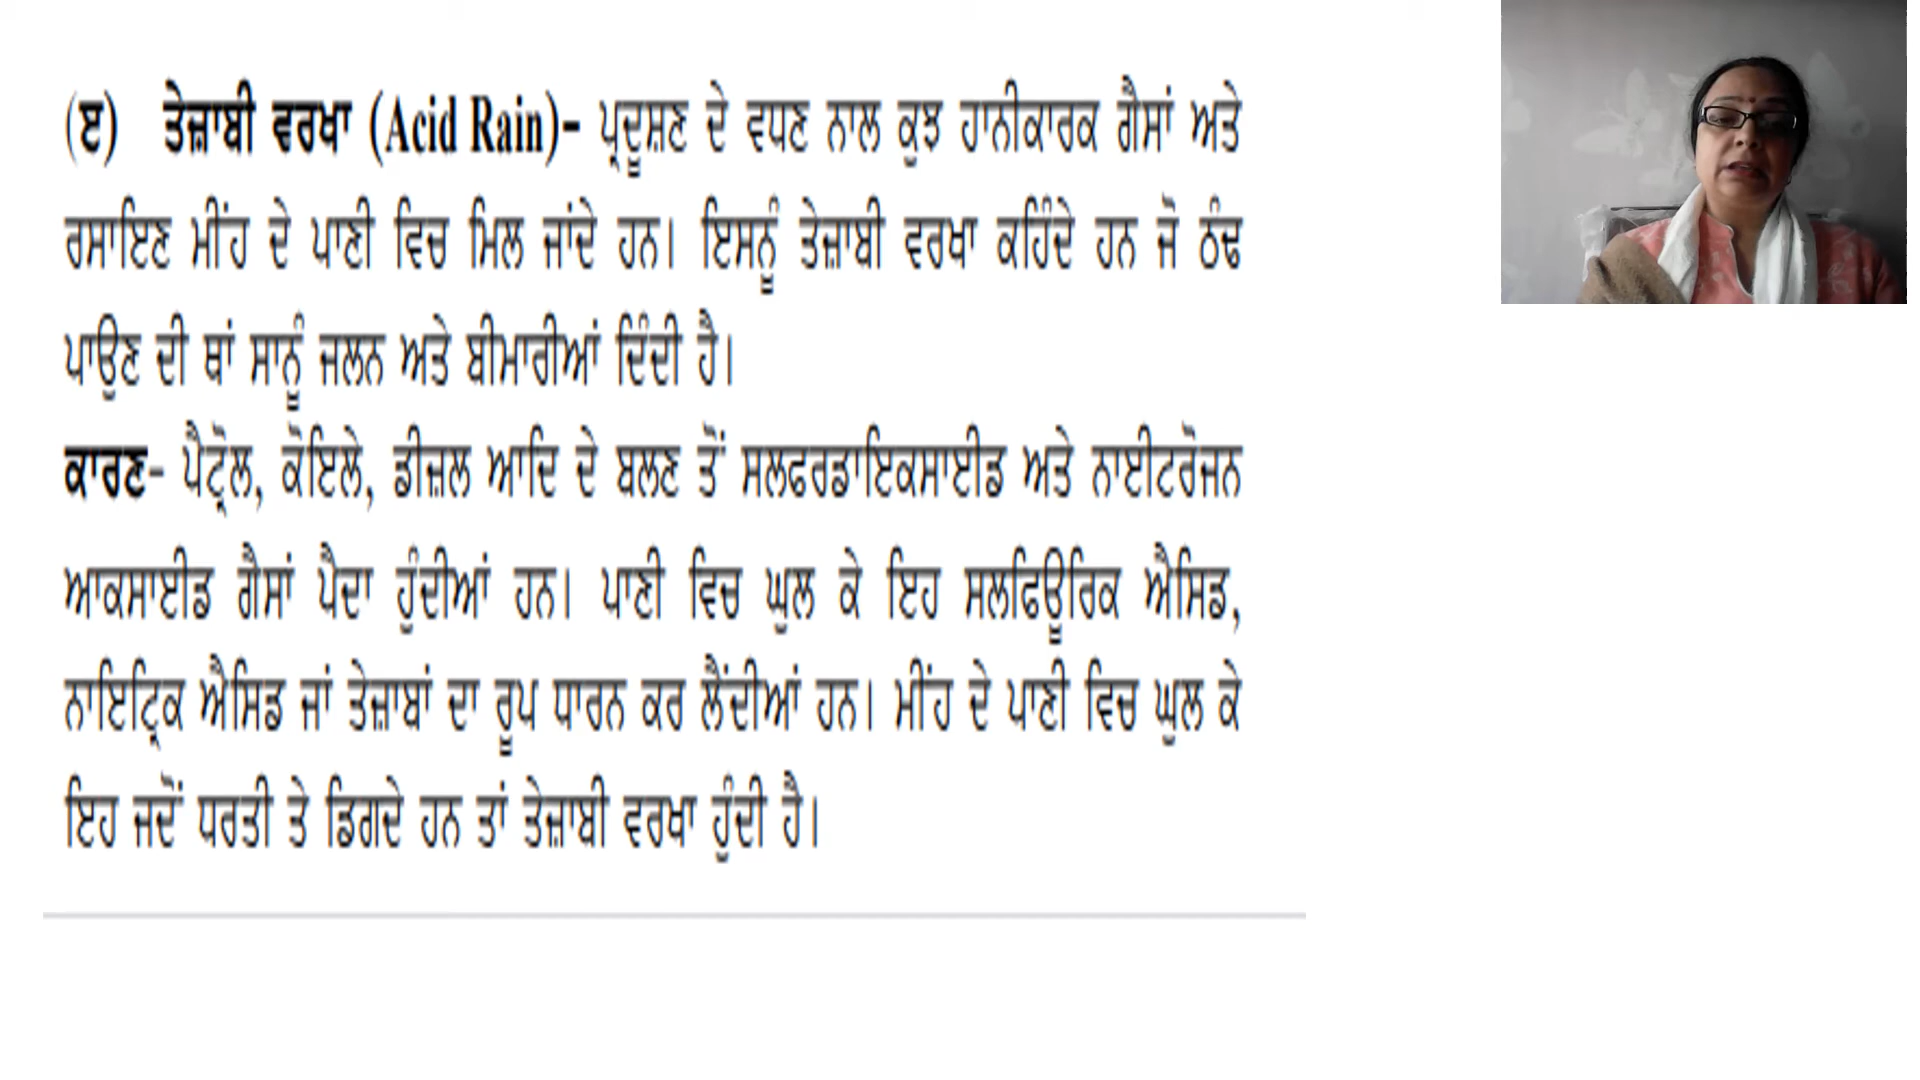 (ੲ) ਤੇਜ਼ਾਬੀ ਵਰਖਾ (Acid Rain)- ਪ੍ਰਦੂਸ਼ਣ ਦੇ ਵਧਣ ਨਾਲ ਕੁਝ ਹਾਨੀਕਾਰਕ ਗੈਸਾਂ ਅਤੇ
ਰਸਾਇਣ ਮੀਂਹ ਦੇ ਪਾਣੀ ਵਿਚ ਮਿਲ ਜਾਂਦੇ ਹਨ। ਇਸਨੂੰ ਤੇਜ਼ਾਬੀ ਵਰਖਾ ਕਹਿੰਦੇ ਹਨ ਜੋ ਠੰਢ
ਪਾਉਣ ਦੀ ਥਾਂ ਸਾਨੂੰ ਜਲਨ ਅਤੇ ਬੀਮਾਰੀਆਂ ਦਿੰਦੀ ਹੈ।
ਕਾਰਣ- ਪੈਟ੍ਰੋਲ, ਕੋਇਲੇ, ਡੀਜ਼ਲ ਆਦਿ ਦੇ ਬਲਣ ਤੋਂ ਸਲਫਰਡਾਇਕਸਾਈਡ ਅਤੇ ਨਾਈਟਰੋਜਨ
ਆਕਸਾਈਡ ਗੈਸਾਂ ਪੈਦਾ ਹੁੰਦੀਆਂ ਹਨ। ਪਾਣੀ ਵਿਚ ਘੁਲ ਕੇ ਇਹ ਸਲਫਿਊਰਿਕ ਐਸਿਡ,
ਨਾਇਟ੍ਰਿਕ ਐਸਿਡ ਜਾਂ ਤੇਜ਼ਾਬਾਂ ਦਾ ਰੂਪ ਧਾਰਨ ਕਰ ਲੈਂਦੀਆਂ ਹਨ। ਮੀਂਹ ਦੇ ਪਾਣੀ ਵਿਚ ਘੁਲ ਕੇ
ਇਹ ਜਦੋਂ ਧਰਤੀ ਤੇ ਡਿਗਦੇ ਹਨ ਤਾਂ ਤੇਜ਼ਾਬੀ ਵਰਖਾ ਹੁੰਦੀ ਹੈ।